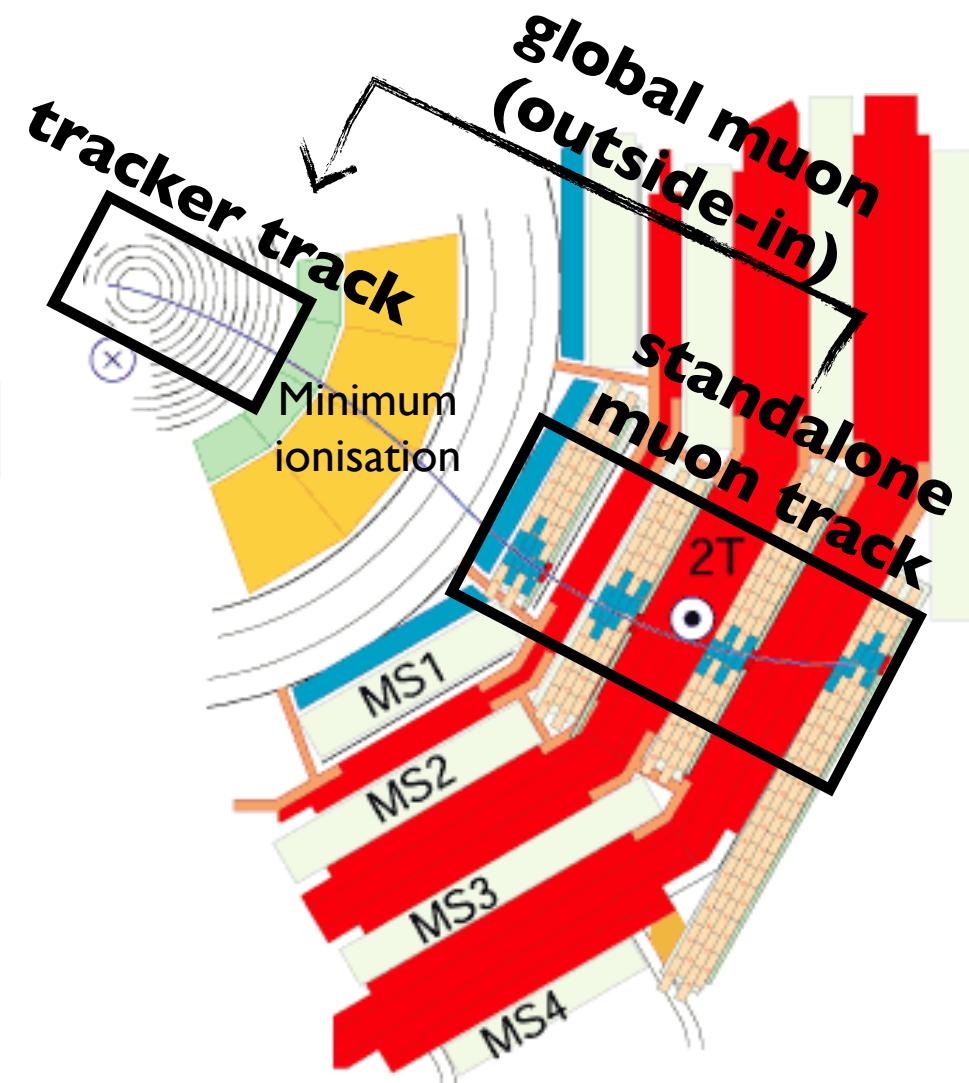 global muon
(outside-in)
tracker track
standalone
muon track
Minimum
ionisation
2T
MS1
MS2
MS3
MS4